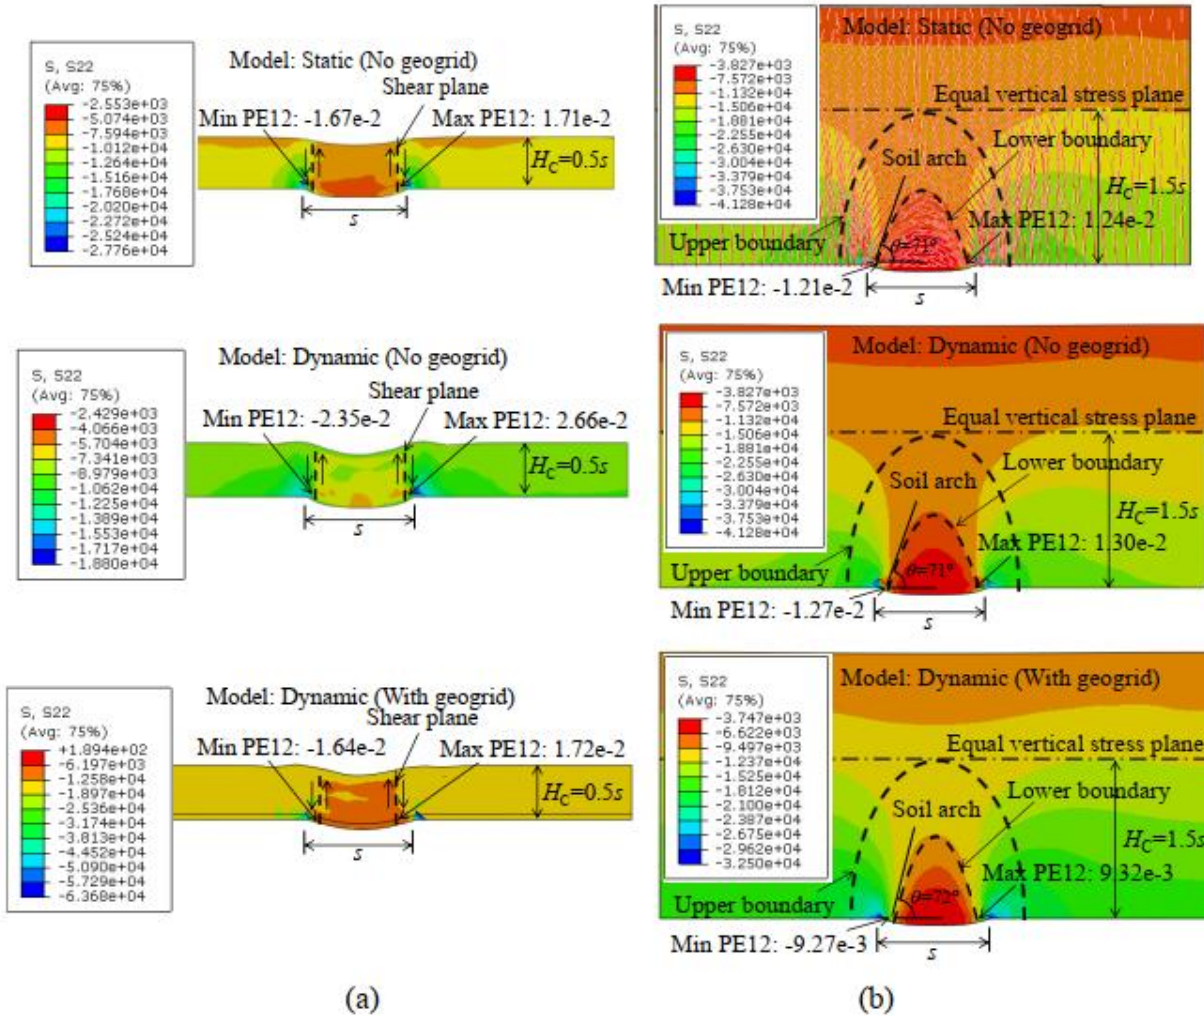 S, S22
(Avg: 75%)
-2.553e+03
-5.074e+03
-7.594e+03
-1.012e+04
-1.264e+04
-1.516e+04
-1.768e+04
-2.020e+04
-2.272e+04
-2.524e+04
-2.776e+04
Model: Static (No geogrid)
Shear plane
Min PE12: -1.67e-2
Max PE12: 1.71e-2
H_C=0.5s
s
S, S22
(Avg: 75%)
-2.429e+03
-4.066e+03
-5.704e+03
-7.341e+03
-8.979e+03
-1.062e+04
-1.225e+04
-1.389e+04
-1.553e+04
-1.717e+04
-1.880e+04
Model: Dynamic (No geogrid)
Shear plane
Min PE12: -2.35e-2
Max PE12: 2.66e-2
H_C=0.5s
s
S, S22
(Avg: 75%)
+1.894e+02
-6.197e+03
-1.258e+04
-1.897e+04
-2.536e+04
-3.174e+04
-3.813e+04
-4.452e+04
-5.090e+04
-5.729e+04
-6.368e+04
Model: Dynamic (With geogrid)
Shear plane
Min PE12: -1.64e-2
Max PE12: 1.72e-2
H_C=0.5s
s
(a)
S, S22
(Avg: 75%)
-3.827e+03
-7.572e+03
-1.132e+04
-1.506e+04
-1.881e+04
-2.255e+04
-2.630e+04
-3.004e+04
-3.379e+04
-3.753e+04
-4.128e+04
Model: Static (No geogrid)
Equal vertical stress plane
Soil arch
Lower boundary
H_C=1.5s
Max PE12: 1.24e-2
Upper boundary
θ=71°
Min PE12: -1.21e-2
s
S, S22
(Avg: 75%)
-3.827e+03
-7.572e+03
-1.132e+04
-1.506e+04
-1.881e+04
-2.255e+04
-2.630e+04
-3.004e+04
-3.379e+04
-3.753e+04
-4.128e+04
Model: Dynamic (No geogrid)
Equal vertical stress plane
Lower boundary
Soil arch
H_C=1.5s
Max PE12: 1.30e-2
Upper boundary
θ=71°
Min PE12: -1.27e-2
s
S, S22
(Avg: 75%)
-3.747e+03
-6.622e+03
-9.497e+03
-1.237e+04
-1.525e+04
-1.812e+04
-2.100e+04
-2.387e+04
-2.675e+04
-2.962e+04
-3.250e+04
Model: Dynamic (With geogrid)
Equal vertical stress plane
Lower boundary
Soil arch
H_C=1.5s
Max PE12: 9.32e-3
Upper boundary
θ=72°
Min PE12: -9.27e-3
s
(b)